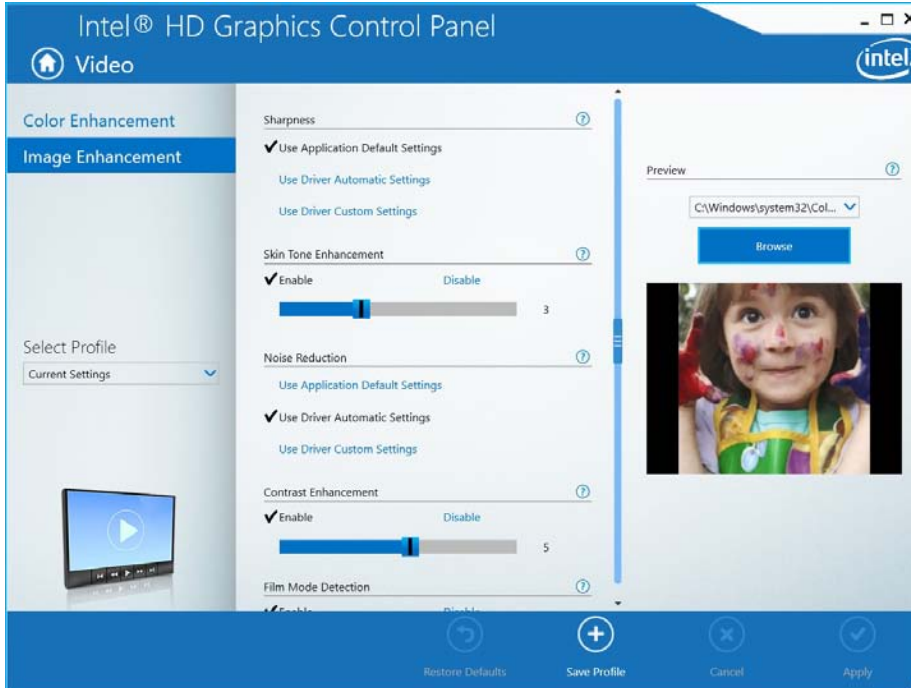 Intel® HD Graphics Control Panel
Video
intel
Color Enhancement
Image Enhancement
Select Profile
Current Settings
Sharpness
Use Application Default Settings
Use Driver Automatic Settings
Use Driver Custom Settings
Skin Tone Enhancement
Enable Disable
3
Noise Reduction
Use Application Default Settings
Use Driver Automatic Settings
Use Driver Custom Settings
Contrast Enhancement
Enable Disable
5
Film Mode Detection
Enable Disable
Preview
C:\Windows\system32\Col...
Browse
Restore Defaults Save Profile Cancel Apply